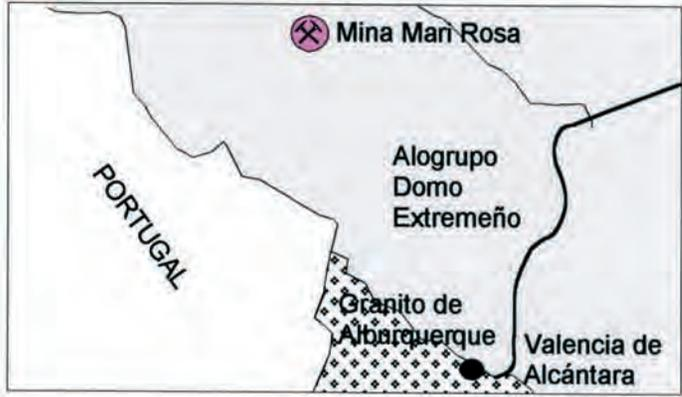 Mina Mari Rosa
Alogrupo
Domo
Extremeño
PORTUGAL
Granito de
Alburquerque
Valencia de
Alcántara